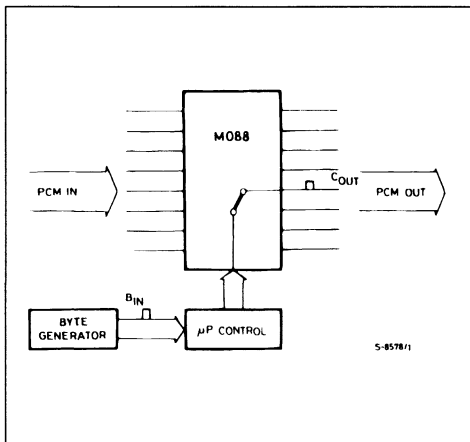 M088
PCM IN
COUT
PCM OUT
BIN
BYTE
GENERATOR
μP CONTROL
S-8578/1